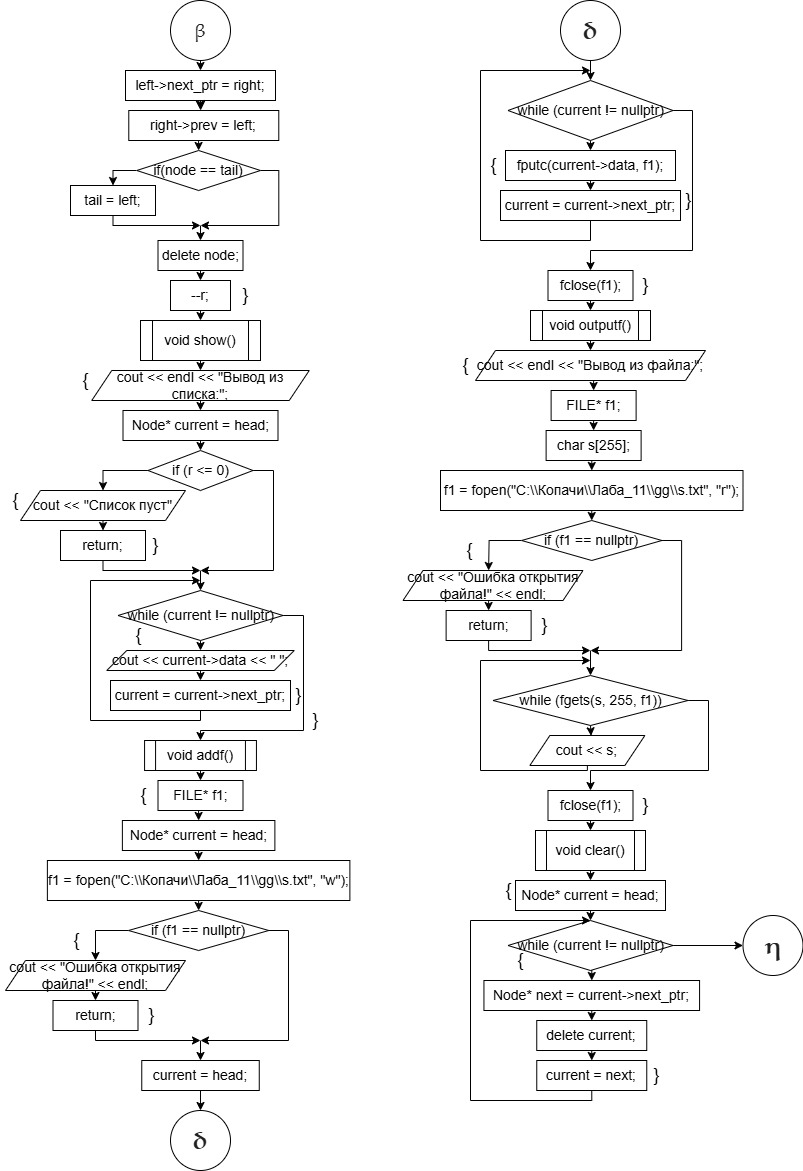 β
left->next_ptr = right;
right->prev = left;
if(node == tail)
tail = left;
delete node;
--r;
}
void show()
{
cout << endl << "Вывод из
списка:";
Node* current = head;
if (r <= 0)
{
cout << "Список пуст"
return;
}
while (current != nullptr)
{
cout << current->data << " ";
current = current->next_ptr;
}
}
void addf()
{
FILE* f1;
Node* current = head;
f1 = fopen("C:\\Копачи\\Лаба_11\\gg\\s.txt", "w");
if (f1 == nullptr)
{
cout << "Ошибка открытия
файла!" << endl;
return;
}
current = head;
δ
δ
while (current != nullptr)
{
fputc(current->data, f1);
current = current->next_ptr;
}
fclose(f1);
}
void outputf()
{
cout << endl << "Вывод из файла:";
FILE* f1;
char s[255];
f1 = fopen("C:\\Копачи\\Лаба_11\\gg\\s.txt", "r");
if (f1 == nullptr)
{
cout << "Ошибка открытия
файла!" << endl;
return;
}
while (fgets(s, 255, f1))
cout << s;
fclose(f1);
}
void clear()
{
Node* current = head;
while (current != nullptr)
η
{
Node* next = current->next_ptr;
delete current;
current = next;
}